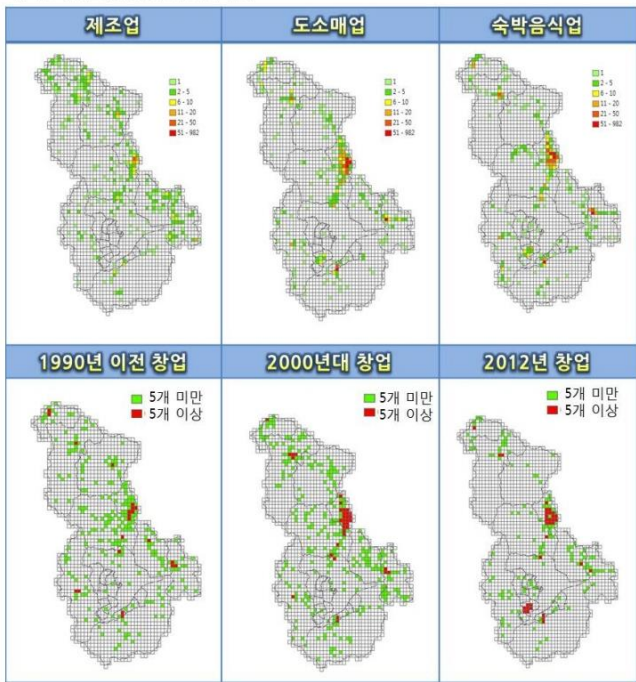 제조업
도소매업
숙박음식업
1
2 - 5
6 - 10
11 - 20
21 - 50
51 - 982
1
2 - 5
6 - 10
11 - 20
21 - 50
51 - 982
1
2 - 5
6 - 10
11 - 20
21 - 50
51 - 982
1990년 이전 창업
2000년대 창업
2012년 창업
5개 미만
5개 이상
5개 미만
5개 이상
5개 미만
5개 이상